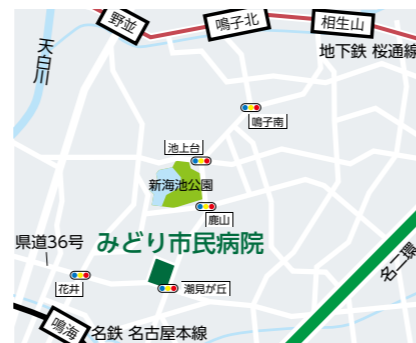 野並
鳴子北
相生山
地下鉄 桜通線
天白川
鳴子南
池上台
新海池公園
鹿山
県道36号
みどり市民病院
名二環
花井
潮見が丘
鳴海
名鉄 名古屋本線